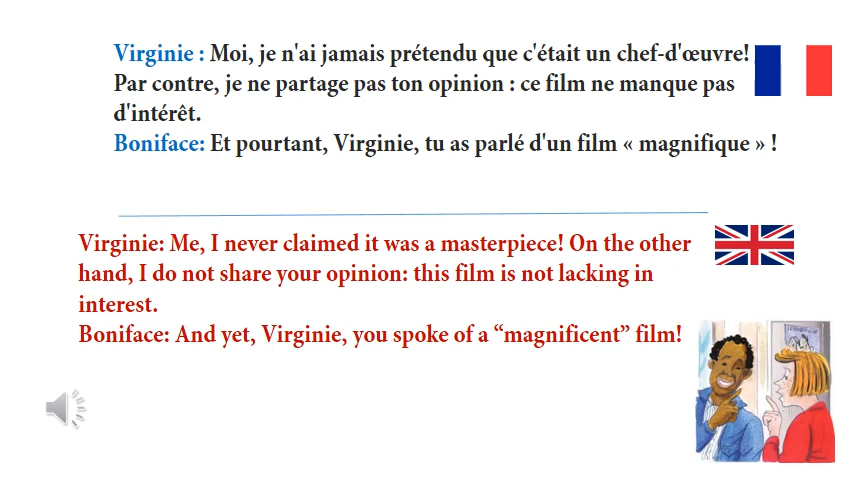 Virginie : Moi, je n'ai jamais prétendu que c'était un chef-d'œuvre!
Par contre, je ne partage pas ton opinion : ce film ne manque pas
d'intérêt.
Boniface: Et pourtant, Virginie, tu as parlé d'un film « magnifique » !
Virginie: Me, I never claimed it was a masterpiece! On the other
hand, I do not share your opinion: this film is not lacking in
interest.
Boniface: And yet, Virginie, you spoke of a “magnificent” film!